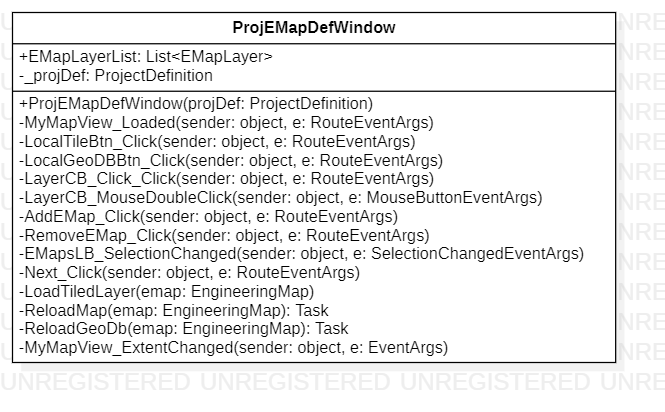 ProjEMapDefWindow
+EMapLayerList: List<EMapLayer>
-_projDef: ProjectDefinition
+ProjEMapDefWindow(projDef: ProjectDefinition)
-MyMapView_Loaded(sender: object, e: RouteEventArgs)
-LocalTileBtn_Click(sender: object, e: RouteEventArgs)
-LocalGeoDBBtn_Click(sender: object, e: RouteEventArgs)
-LayerCB_Click_Click(sender: object, e: RouteEventArgs)
-LayerCB_MouseDoubleClick(sender: object, e: MouseButtonEventArgs)
-AddEMap_Click(sender: object, e: RouteEventArgs)
-RemoveEMap_Click(sender: object, e: RouteEventArgs)
-EMapsLB_SelectionChanged(sender: object, e: SelectionChangedEventArgs)
-Next_Click(sender: object, e: RouteEventArgs)
-LoadTiledLayer(emap: EngineeringMap)
-ReloadMap(emap: EngineeringMap): Task
-ReloadGeoDb(emap: EngineeringMap): Task
-MyMapView_ExtentChanged(sender: object, e: EventArgs)
UNREGISTERED UNREGISTERED UNREGISTERED UNRE